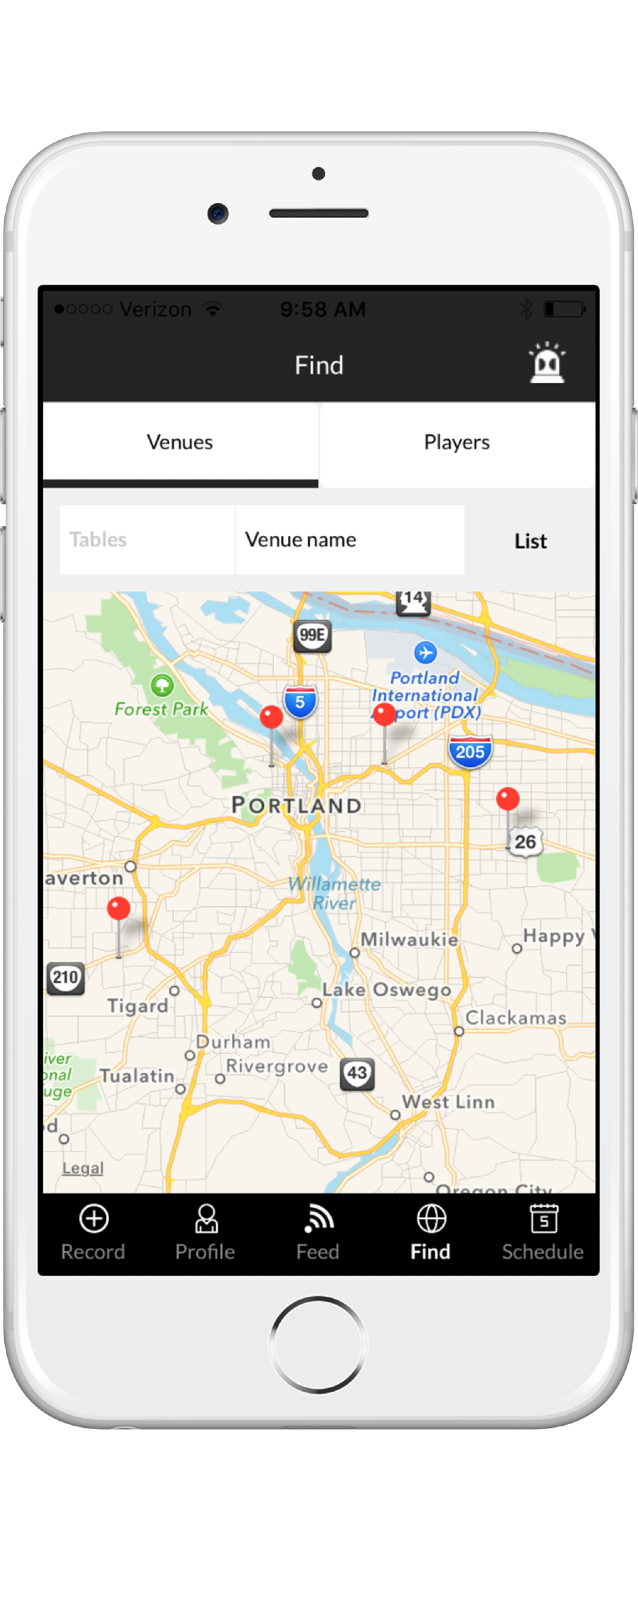 Verizon 9:58 AM
Find
Venues Players
Tables Venue name List
14
99E
Portland
International
Airport (PDX)
Forest Park
5
205
PORTLAND
26
averton
Willamette
River
Milwaukie
Happy V
210
Lake Oswego
Tigard
Clackamas
Durham
iver
onal
uge
Rivergrove
43
Tualatin
West Linn
d
Legal
Oregon City
5
Record Profile Feed Find Schedule